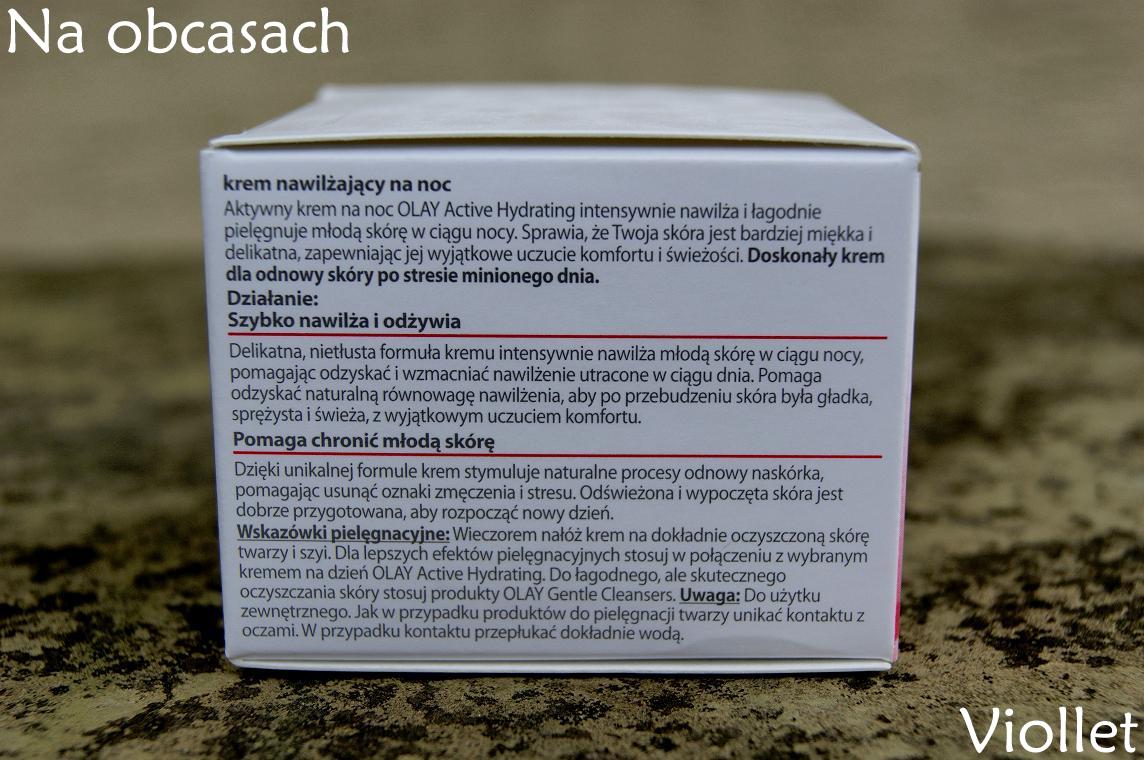 Na obcasach
krem nawilżający na noc
Aktywny krem na noc OLAY Active Hydrating intensywnie nawilża i łagodnie
pielęgnuje młodą skórę w ciągu nocy. Sprawia, że Twoja skóra jest bardziej miękka i
delikatna, zapewniając jej wyjątkowe uczucie komfortu i świeżości. Doskonały krem
dla odnowy skóry po stresie minionego dnia.
Działanie:
Szybko nawilża i odżywia
Delikatna, nietłusta formuła kremu intensywnie nawilża młodą skórę w ciągu nocy,
pomagając odzyskać i wzmacniać nawilżenie utracone w ciągu dnia. Pomaga
odzyskać naturalną równowagę nawilżenia, aby po przebudzeniu skóra była gładka,
sprężysta i świeża, z wyjątkowym uczuciem komfortu.
Pomaga chronić młodą skórę
Dzięki unikalnej formule krem stymuluje naturalne procesy odnowy naskórka,
pomagając usunąć oznaki zmęczenia i stresu. Odświeżona i wypoczęta skóra jest
dobrze przygotowana, aby rozpocząć nowy dzień.
Wskazówki pielęgnacyjne: Wieczorem nałóż krem na dokładnie oczyszczoną skórę
twarzy i szyi. Dla lepszych efektów pielęgnacyjnych stosuj w połączeniu z wybranym
kremem na dzień OLAY Active Hydrating. Do łagodnego, ale skutecznego
oczyszczania skóry stosuj produkty OLAY Gentle Cleansers. Uwaga: Do użytku
zewnętrznego. Jak w przypadku produktów do pielęgnacji twarzy unikać kontaktu z
oczami. W przypadku kontaktu przepłukać dokładnie wodą.
Viollet